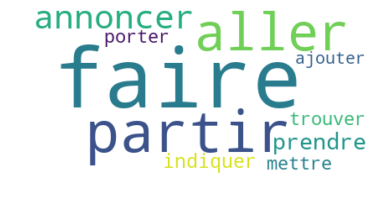 annoncer
aller
porter
faire
ajouter
partir
trouver
prendre
indiquer
mettre